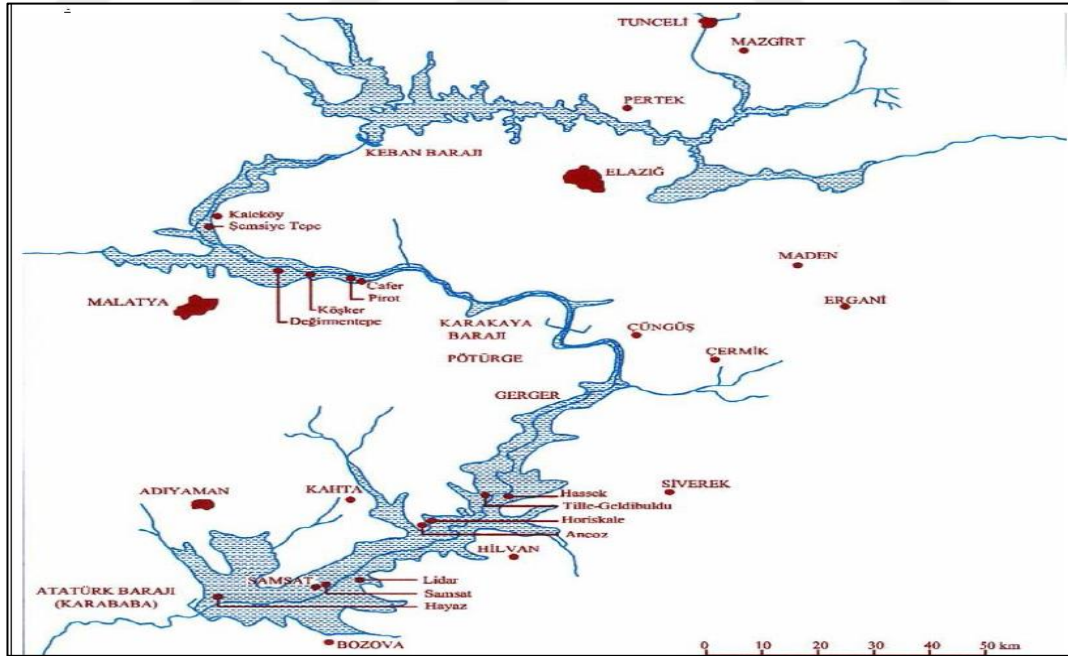 TUNCELİ
MAZGİRT
PERTEK
KEBAN BARAJI
ELAZIĞ
Kaleköy
Şemsiye Tepe
MADEN
Cafer
Pirot
MALATYA
Köşker
ERGANİ
Değirmentepe
KARAKAYA
BARAJI
CÜNGÜŞ
PÖTÜRGE
ÇERMİK
GERGER
SİVEREK
ADIYAMAN
KAHTA
Hassek
Tille-Geldibuldu
Horiskale
Ancoz
HİLVAN
SAMSAT
Lidar
ATATÜRK BARAJI
(KARABABA)
Samsat
Hayaz
BOZOVA
0 10 20 30 40 50 km